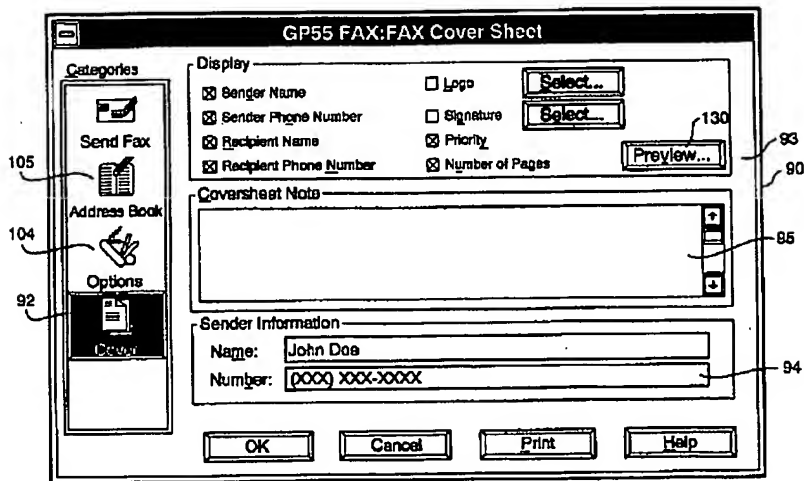 GP55 FAX:FAX Cover Sheet
Categories
Send Fax
Address Book
Options
Cover
Display
Sender Name
Sender Phone Number
Recipient Name
Recipient Phone Number
Logo
Signature
Priority
Number of Pages
Select...
Select...
Preview...
Coversheet Note
Sender Information
Name: John Doe
Number: (XXX) XXX-XXXX
OK Cancel Print Help
105
104
92
130
93
90
95
94